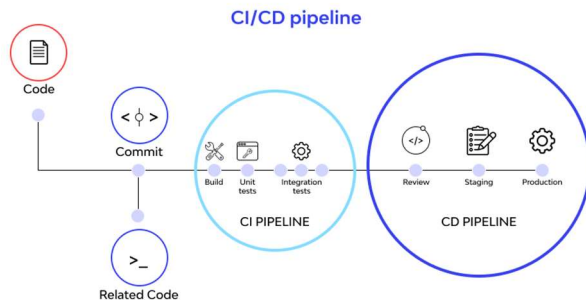 CI/CD pipeline
Code
< >
Commit
Build
Unit
tests
Integration
tests
CI PIPELINE
</>
Review
Staging
Production
CD PIPELINE
>_
Related Code